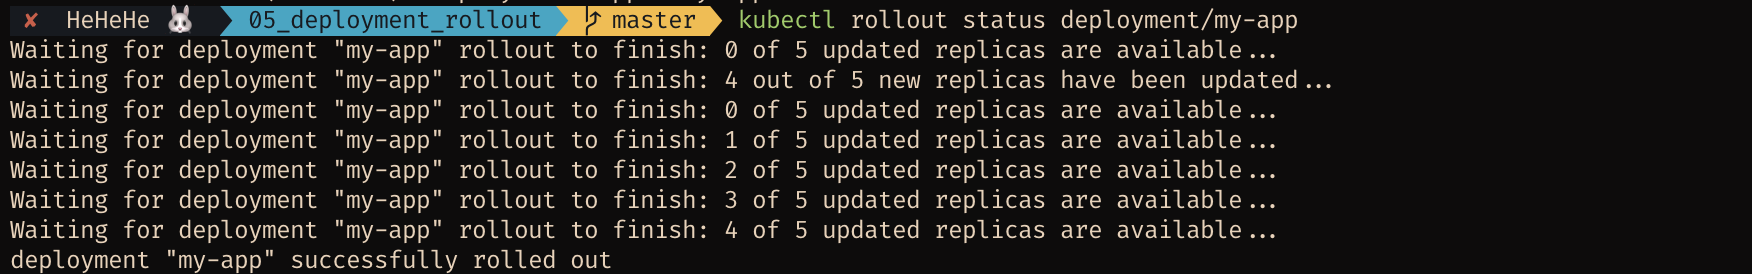 ✘ HeHeHe 🐰 05_deployment_rollout master kubectl rollout status deployment/my-app
Waiting for deployment "my-app" rollout to finish: 0 of 5 updated replicas are available...
Waiting for deployment "my-app" rollout to finish: 4 out of 5 new replicas have been updated...
Waiting for deployment "my-app" rollout to finish: 0 of 5 updated replicas are available...
Waiting for deployment "my-app" rollout to finish: 1 of 5 updated replicas are available...
Waiting for deployment "my-app" rollout to finish: 2 of 5 updated replicas are available...
Waiting for deployment "my-app" rollout to finish: 3 of 5 updated replicas are available...
Waiting for deployment "my-app" rollout to finish: 4 of 5 updated replicas are available...
deployment "my-app" successfully rolled out